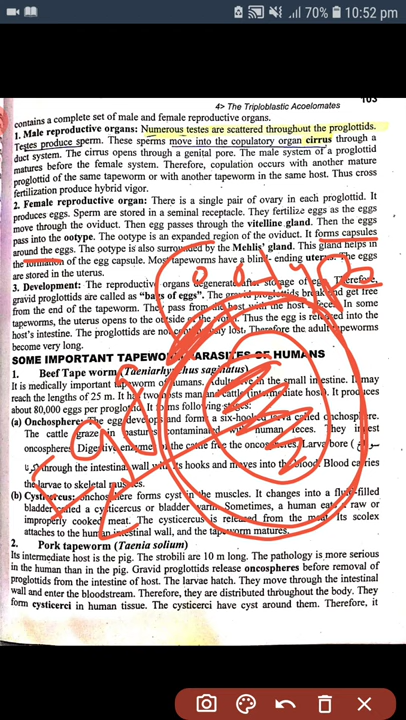 70% 10:52 pm
103
4> The Triploblastic Acoelomates
contains a complete set of male and female reproductive organs.
1. Male reproductive organs: Numerous testes are scattered throughout the proglottids.
Testes produce sperm. These sperms move into the copulatory organ cirrus through a
duct system. The cirrus opens through a genital pore. The male system of a proglottid
matures before the female system. Therefore, copulation occurs with another mature
proglottid of the same tapeworm or with another tapeworm in the same host. Thus cross
fertilization produce hybrid vigor.
2. Female reproductive organ: There is a single pair of ovary in each proglottid. It
produces eggs. Sperm are stored in a seminal receptacle. They fertilize eggs as the eggs
move through the oviduct. Then egg passes through the vitelline gland. Then the eggs
pass into the ootype. The ootype is an expanded region of the oviduct. It forms capsules
around the eggs. The ootype is also surrounded by the Mehlis' gland. This gland helps in
the formation of the egg capsule. Most tapeworms have a blind- ending uterus. The eggs
are stored in the uterus.
3. Development: The reproductive organs degenerate after storage of egg. Therefore,
gravid proglottids are called as “bags of eggs”. The gravid proglottids break and get free
from the end of the tapeworm. They pass from the host with the host's feces. In some
tapeworms, the uterus opens to the outside of the worm. Thus the egg is released into the
host's intestine. The proglottids are not continuously lost. Therefore the adult tapeworms
become very long.
SOME IMPORTANT TAPEWORM PARASITES OF HUMANS
1. Beef Tape worm (Taeniarhynchus saginatus)
It is medically important tapeworm of humans. Adults live in the small intestine. It may
reach the lengths of 25 m. It has two hosts man and cattle (intermediate host). It produces
about 80,000 eggs per proglottid. It forms following stages:
(a) Onchosphere: The egg develops and form a six-hooked larva called onchosphere.
The cattle graze in pasture contaminated with human feces. They ingest
oncospheres. Digestive enzymes of the cattle free the oncospheres. Larva bore (
through the intestinal wall with its hooks and moves into the blood. Blood carries
the larvae to skeletal muscles.
(b) Cysticercus: Onchosphere forms cyst in the muscles. It changes into a fluid-filled
bladder called a cysticercus or bladder warm. Sometimes, a human eats raw or
improperly cooked meat. The cysticercus is released from the meat. Its scolex
attaches to the human intestinal wall, and the tapeworm matures.
2. Pork tapeworm (Taenia solium)
Its intermediate host is the pig. The strobili are 10 m long. The pathology is more serious
in the human than in the pig. Gravid proglottids release oncospheres before removal of
proglottids from the intestine of host. The larvae hatch. They move through the intestinal
wall and enter the bloodstream. Therefore, they are distributed throughout the body. They
form cysticerci in human tissue. The cysticerci have cyst around them. Therefore, it